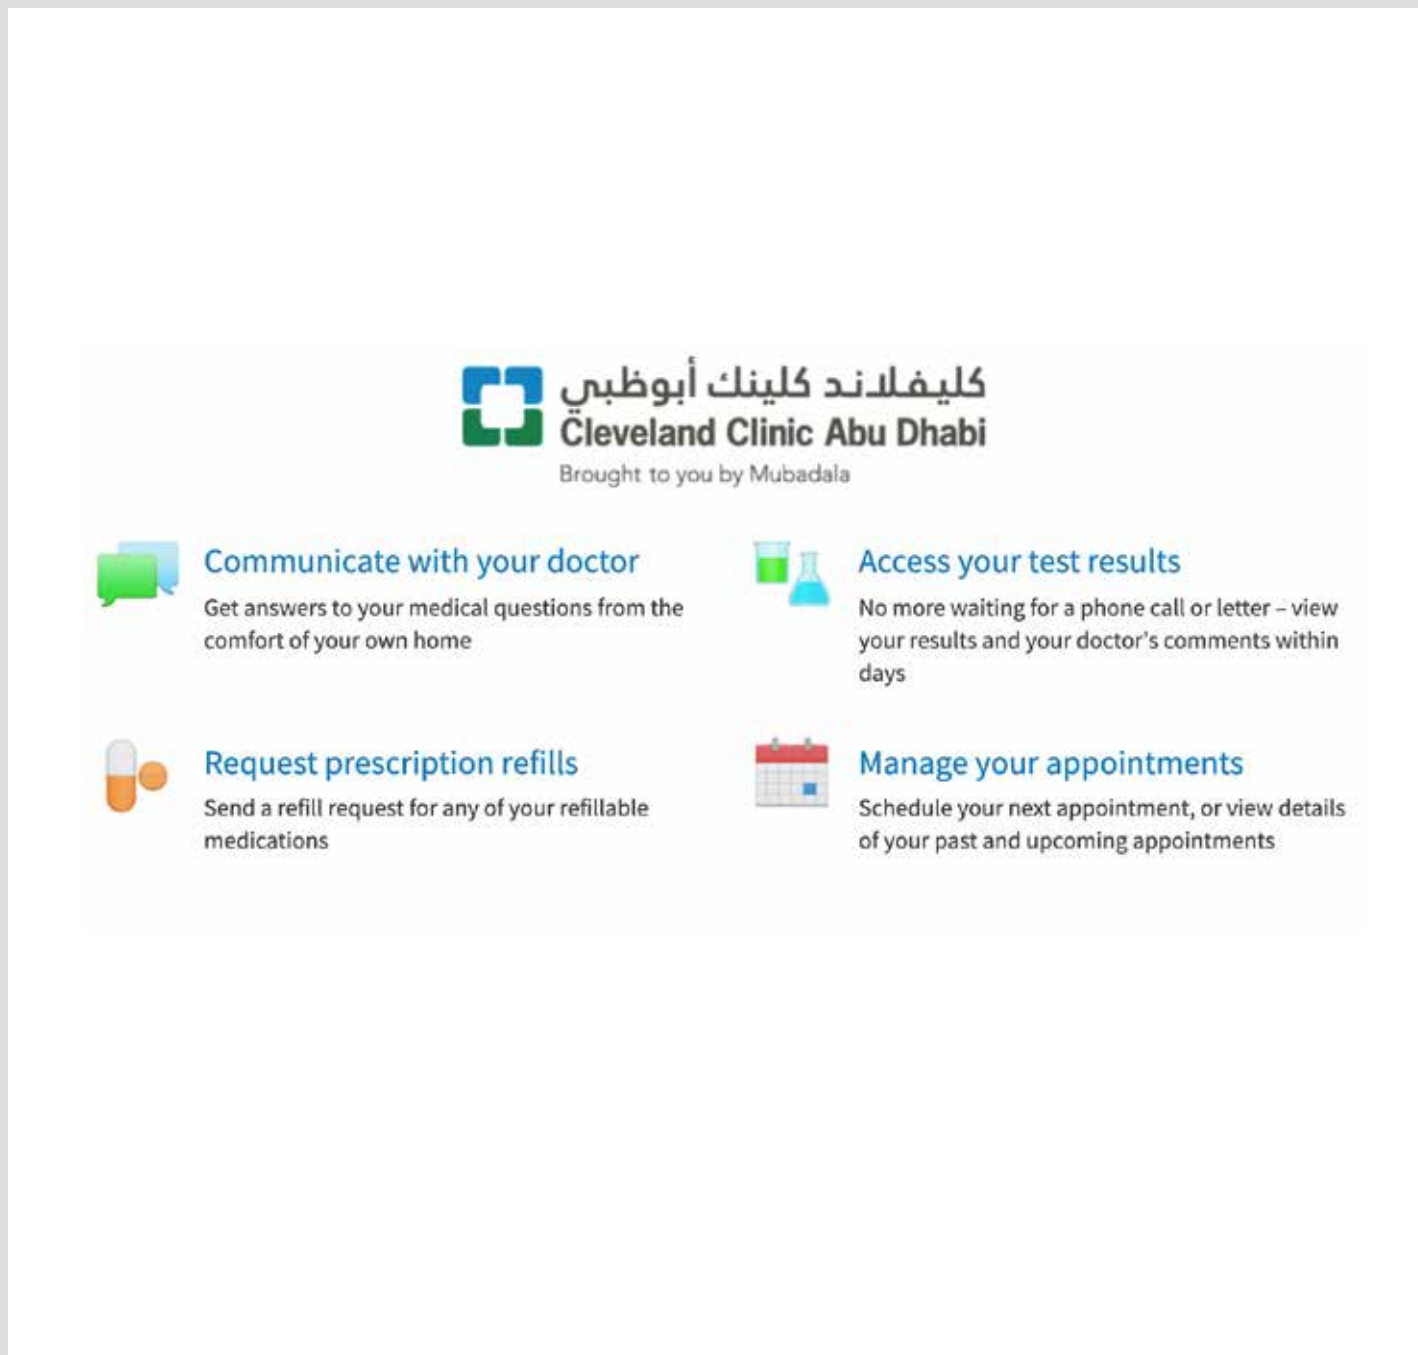 كليفلاند كلينك أبوظبي
Cleveland Clinic Abu Dhabi
Brought to you by Mubadala
Communicate with your doctor
Get answers to your medical questions from the
comfort of your own home
Access your test results
No more waiting for a phone call or letter – view
your results and your doctor's comments within
days
Request prescription refills
Send a refill request for any of your refillable
medications
Manage your appointments
Schedule your next appointment, or view details
of your past and upcoming appointments